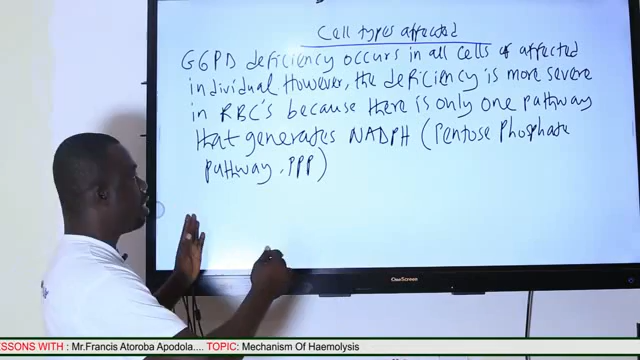 Cell types affected
G6PD deficiency occurs in all cells of affected
individual However, the deficiency is more severe
in RBC's because there is only one pathway
that generates NADPH (Pentose Phosphate
pathway, PPP)
OneScreen
ESSONS WITH : Mr.Francis Atoroba Apodola.... TOPIC: Mechanism Of Haemolysis